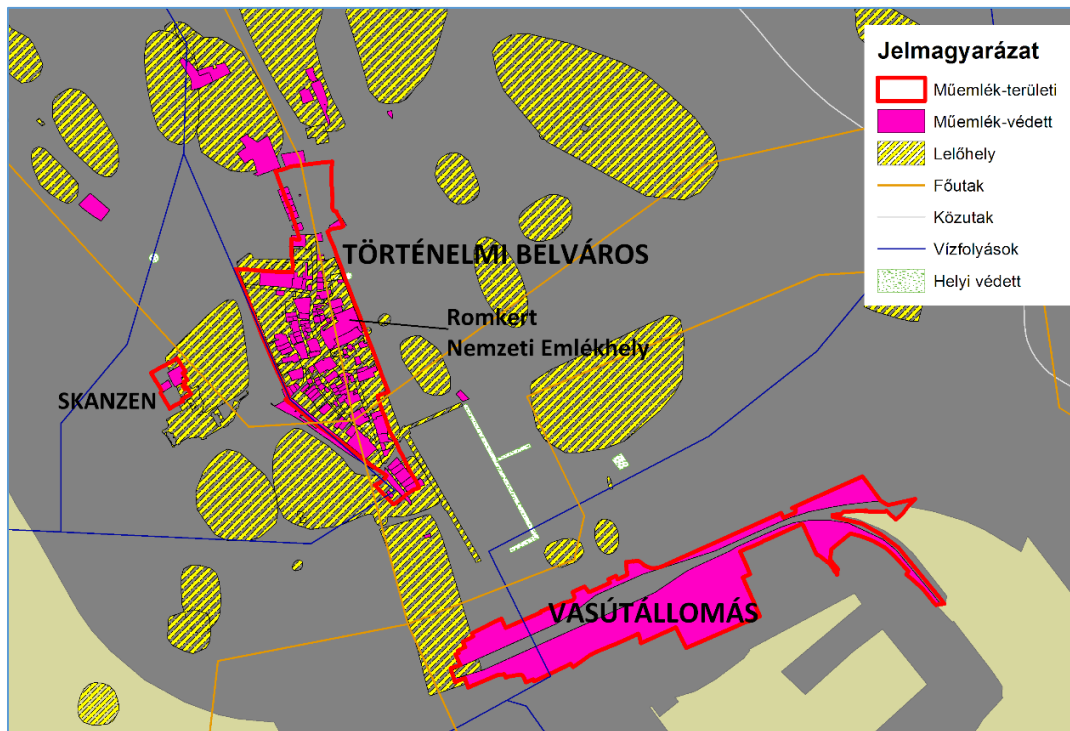 Jelmagyarázat
Műemlék-területi
Műemlék-védett
Lelőhely
Főutak
Közutak
Vízfolyások
Helyi védett
TÖRTÉNELMI BELVÁROS
Romkert
Nemzeti Emlékhely
SKANZEN
VASÚTÁLLOMÁS